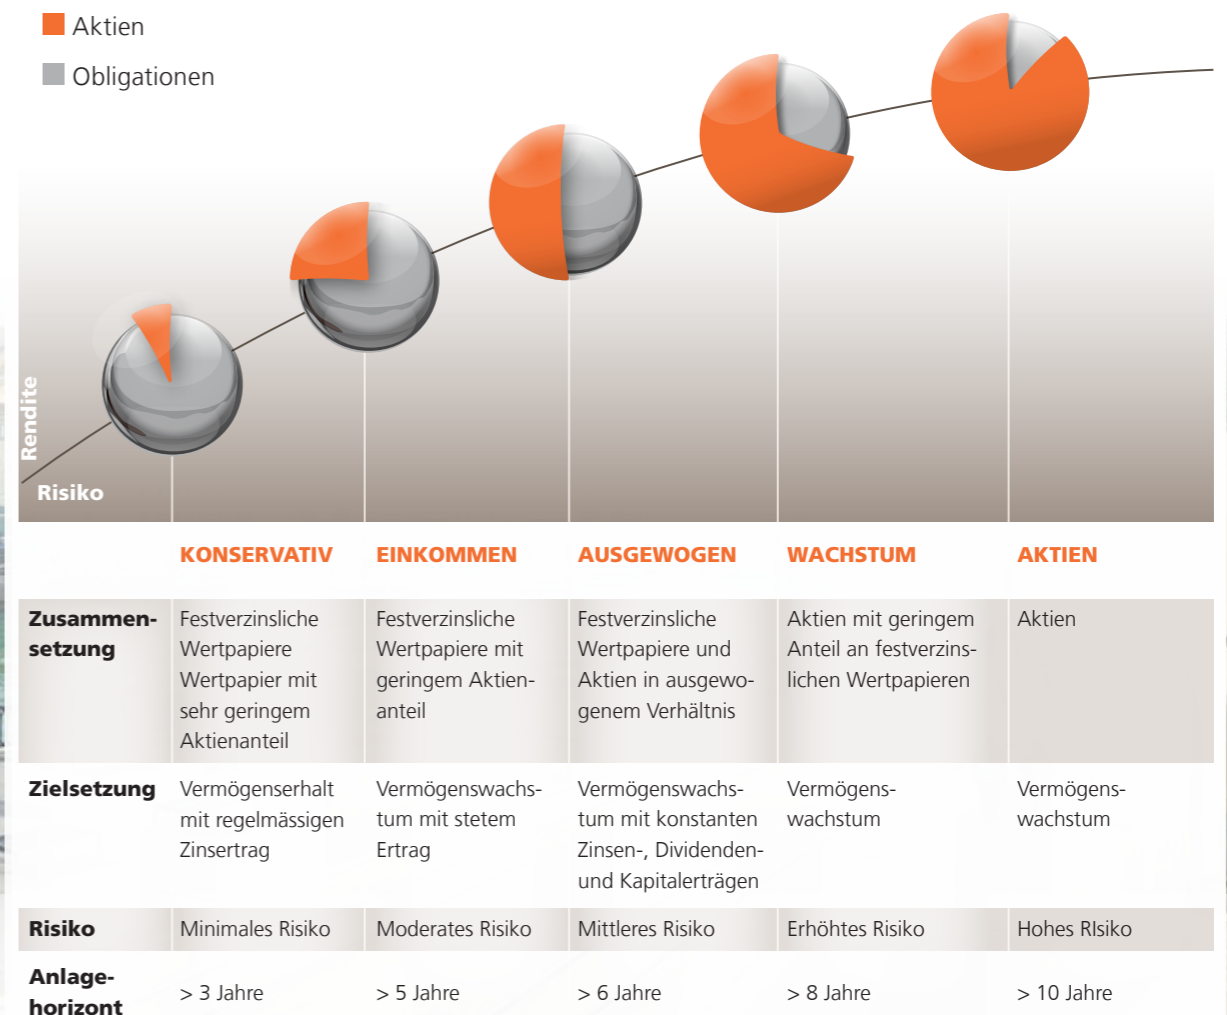 Aktien
Obligationen
Rendite
Risiko
KONSERVATIV
EINKOMMEN
AUSGEWOGEN
WACHSTUM
AKTIEN
Zusammen-
setzung
Festverzinsliche
Wertpapiere
Wertpapier mit
sehr geringem
Aktienanteil
Festverzinsliche
Wertpapiere mit
geringem Aktien-
anteil
Festverzinsliche
Wertpapiere und
Aktien in ausgewo-
genem Verhältnis
Aktien mit geringem
Anteil an festverzins-
lichen Wertpapieren
Aktien
Zielsetzung
Vermögenserhalt
mit regelmässigen
Zinsertrag
Vermögenswachs-
tum mit stetem
Ertrag
Vermögenswachs-
tum mit konstanten
Zinsen-, Dividenden-
und Kapitalerträgen
Vermögens-
wachstum
Vermögens-
wachstum
Risiko
Minimales Risiko
Moderates Risiko
Mittleres Risiko
Erhöhtes Risiko
Hohes RIsiko
Anlage-
horizont
> 3 Jahre
> 5 Jahre
> 6 Jahre
> 8 Jahre
> 10 Jahre